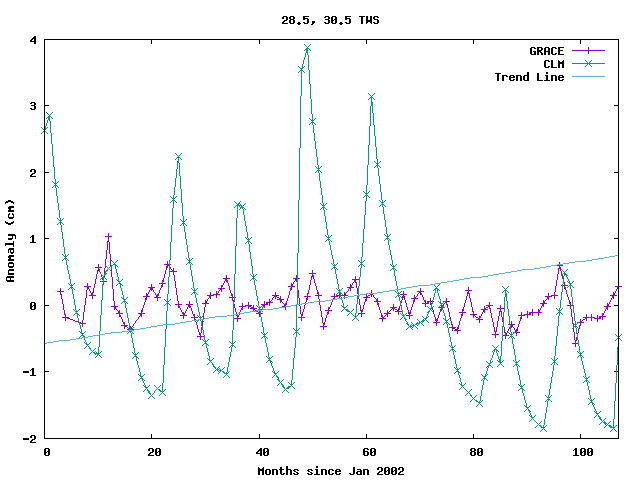 28.5, 30.5 TWS
GRACE
CLM
Trend Line
4
3
2
1
0
-1
-2
Anomaly (cm)
0 20 40 60 80 100
Months since Jan 2002